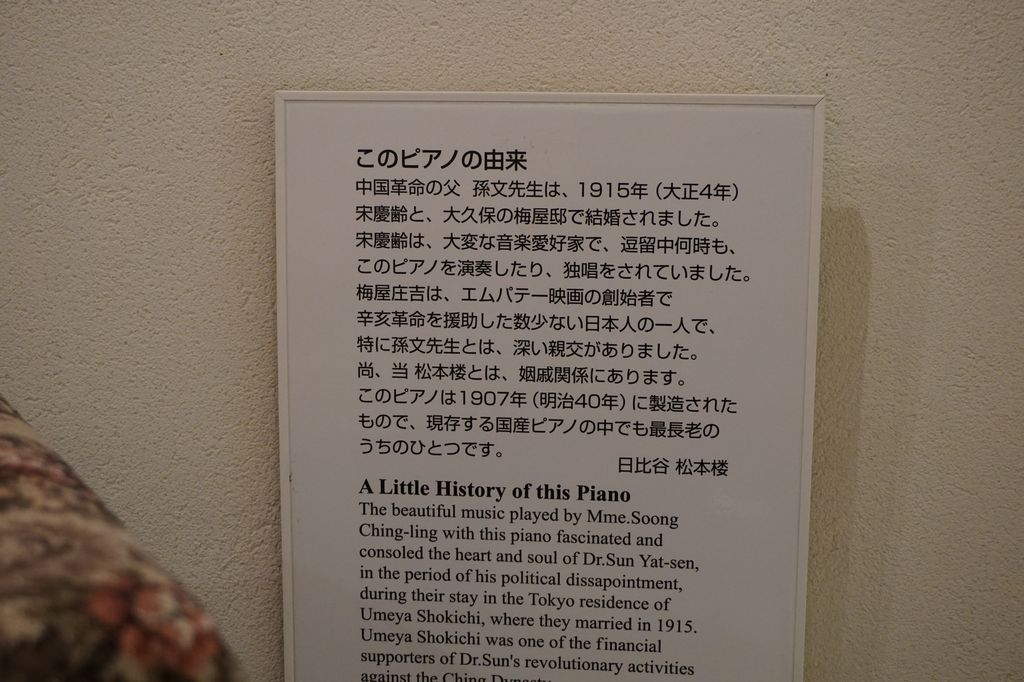 このピアノの由来
中国革命の父 孫文先生は、1915年（大正4年）
宋慶齢と、大久保の梅屋邸で結婚されました。
宋慶齢は、大変な音楽愛好家で、逗留中何時も、
このピアノを演奏したり、独唱をされていました。
梅屋庄吉は、エムパテー映画の創始者で
辛亥革命を援助した数少ない日本人の一人で、
特に孫文先生とは、深い親交がありました。
尚、当 松本楼とは、姻戚関係にあります。
このピアノは1907年（明治40年）に製造された
もので、現存する国産ピアノの中でも最長老の
うちのひとつです。
日比谷 松本楼
A Little History of this Piano
The beautiful music played by Mme.Soong
Ching-ling with this piano fascinated and
consoled the heart and soul of Dr.Sun Yat-sen,
in the period of his political dissapointment,
during their stay in the Tokyo residence of
Umeya Shokichi, where they married in 1915.
Umeya Shokichi was one of the financial
supporters of Dr.Sun's revolutionary activities
against the Ching Dynasty